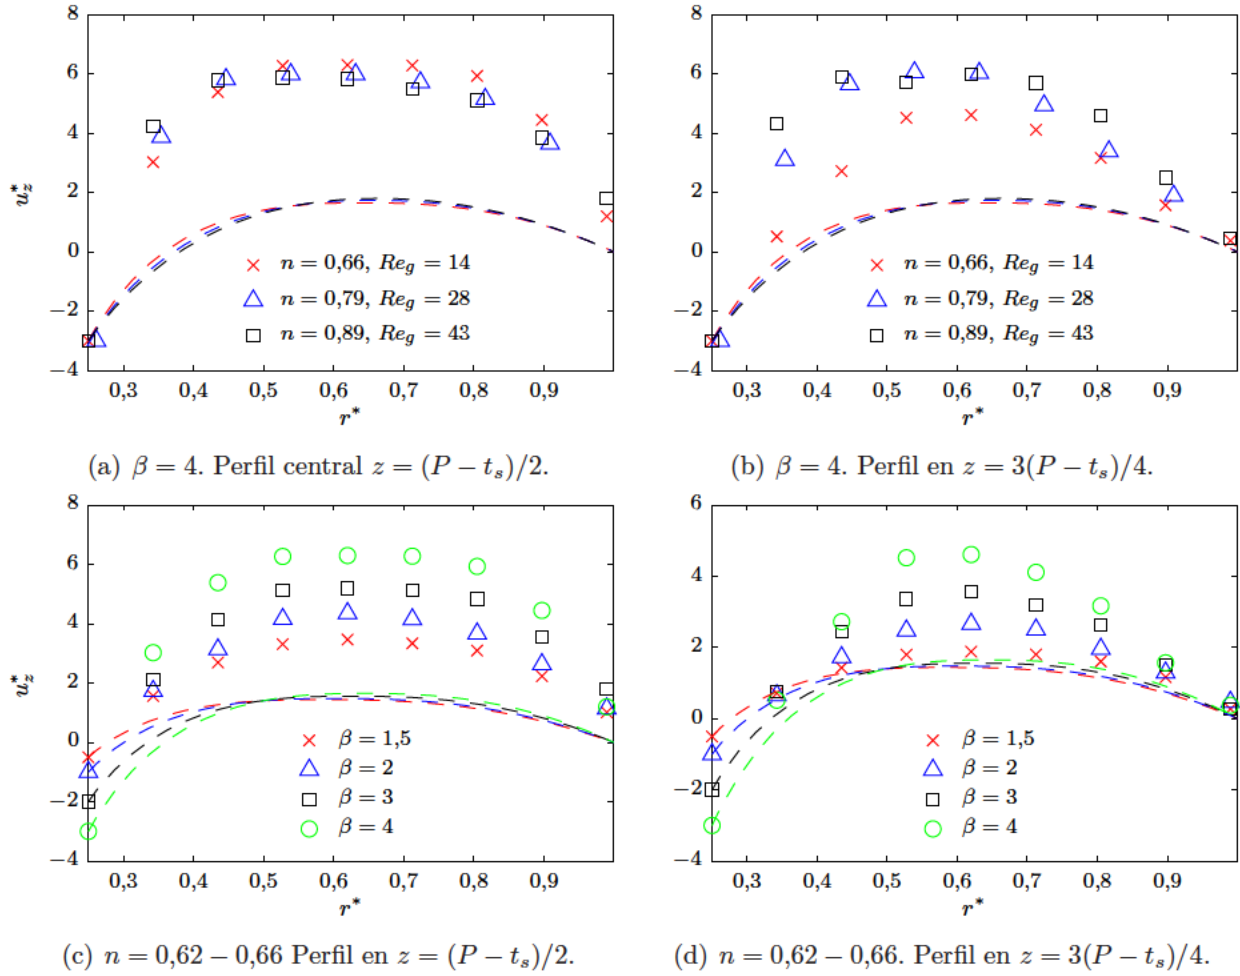 8
6
4
2
0
−2
−4
u*z
n = 0,66, Reg = 14
n = 0,79, Reg = 28
n = 0,89, Reg = 43
0,3 0,4 0,5 0,6 0,7 0,8 0,9
r*
(a) β = 4. Perfil central z = (P − ts)/2.
8
6
4
2
0
−2
−4
n = 0,66, Reg = 14
n = 0,79, Reg = 28
n = 0,89, Reg = 43
0,3 0,4 0,5 0,6 0,7 0,8 0,9
r*
(b) β = 4. Perfil en z = 3(P − ts)/4.
8
6
4
2
0
−2
−4
u*z
β = 1,5
β = 2
β = 3
β = 4
0,3 0,4 0,5 0,6 0,7 0,8 0,9
r*
(c) n = 0,62 − 0,66 Perfil en z = (P − ts)/2.
6
4
2
0
−2
−4
β = 1,5
β = 2
β = 3
β = 4
0,3 0,4 0,5 0,6 0,7 0,8 0,9
r*
(d) n = 0,62 − 0,66. Perfil en z = 3(P − ts)/4.